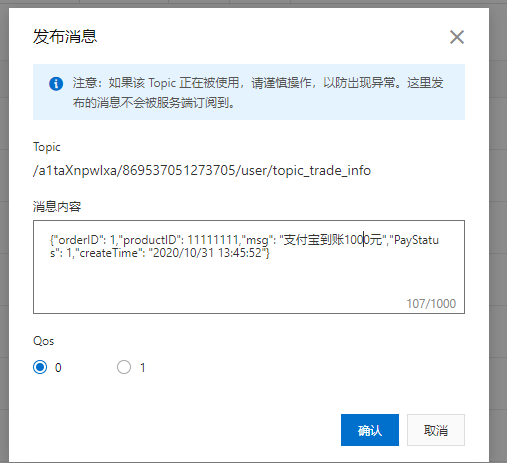 发布消息
注意：如果该 Topic 正在被使用，请谨慎操作，以防出现异常。这里发
布的消息不会被服务端订阅到。
Topic
/a1taXnpwIxa/869537051273705/user/topic_trade_info
消息内容
{"orderID": 1,"productID": 11111111,"msg": "支付宝到账1000元","PayStatu
s": 1,"createTime": "2020/10/31 13:45:52"}
107/1000
Qos
0 1
确认 取消